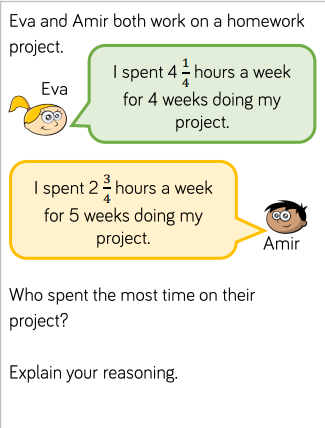 Eva and Amir both work on a homework
project.
Eva
I spent 4 1/4 hours a week
for 4 weeks doing my
project.
I spent 2 3/4 hours a week
for 5 weeks doing my
project.
Amir
Who spent the most time on their
project?
Explain your reasoning.